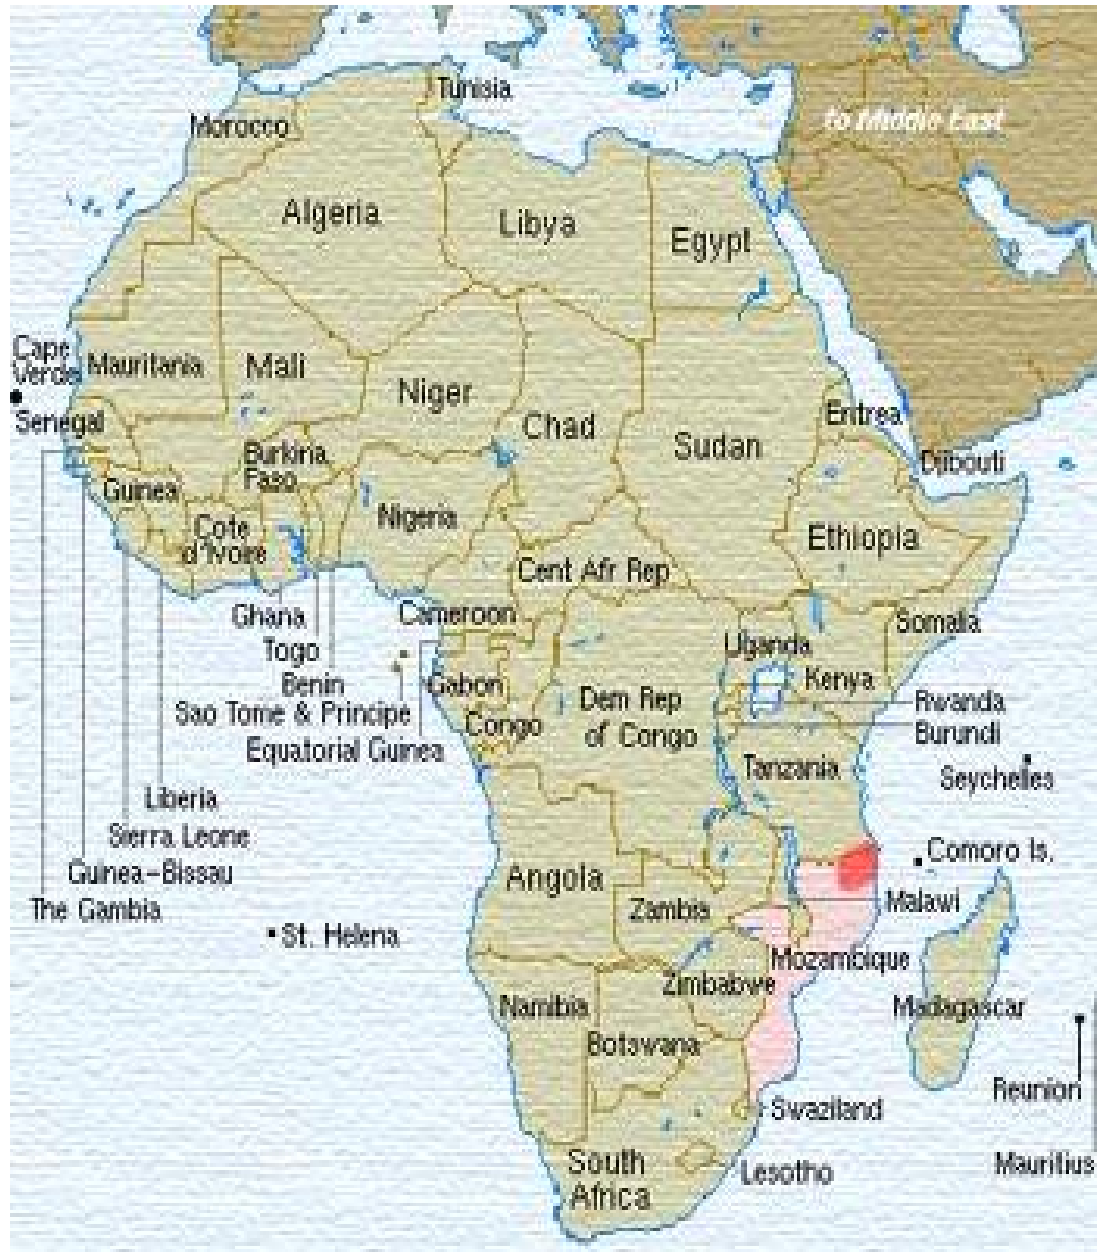 Tunisia
Morocco
to Middle East
Algeria
Libya
Egypt
Cape
Verde
Mauritania
Mali
Niger
Chad
Sudan
Eritrea
Senegal
Burkina
Faso
Djibouti
Guinea
Nigeria
Cote
d'Ivoire
Ethiopia
Cent Afr Rep
Ghana
Cameroon
Somalia
Togo
Uganda
Benin
Gabon
Kenya
Sao Tome & Principe
Dem Rep
of Congo
Rwanda
Congo
Burundi
Equatorial Guinea
Tanzania
Seychelles
Liberia
Sierra Leone
Comoro Is.
Guinea-Bissau
Angola
The Gambia
Zambia
Malawi
St. Helena
Mozambique
Zimbabwe
Namibia
Madagascar
Botswana
Reunion
Swaziland
South
Africa
Lesotho
Mauritius